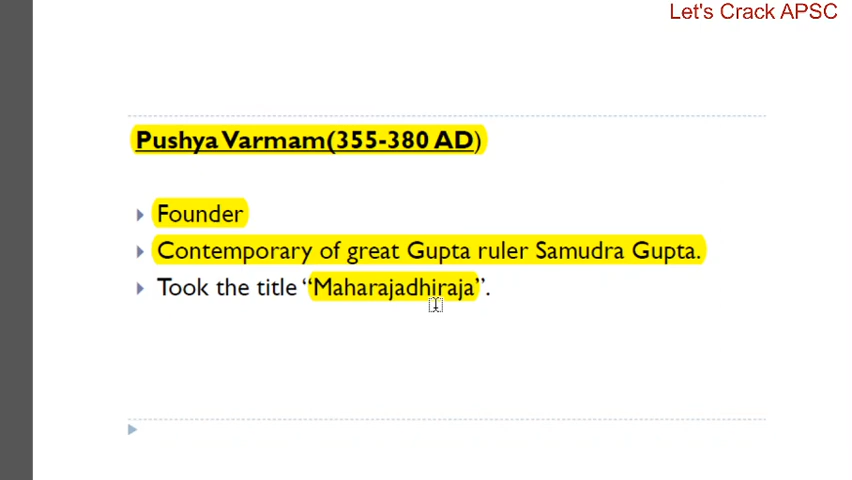 Let's Crack APSC
Pushya Varmam(355-380 AD)
Founder
Contemporary of great Gupta ruler Samudra Gupta.
Took the title “Maharajadhiraja”.